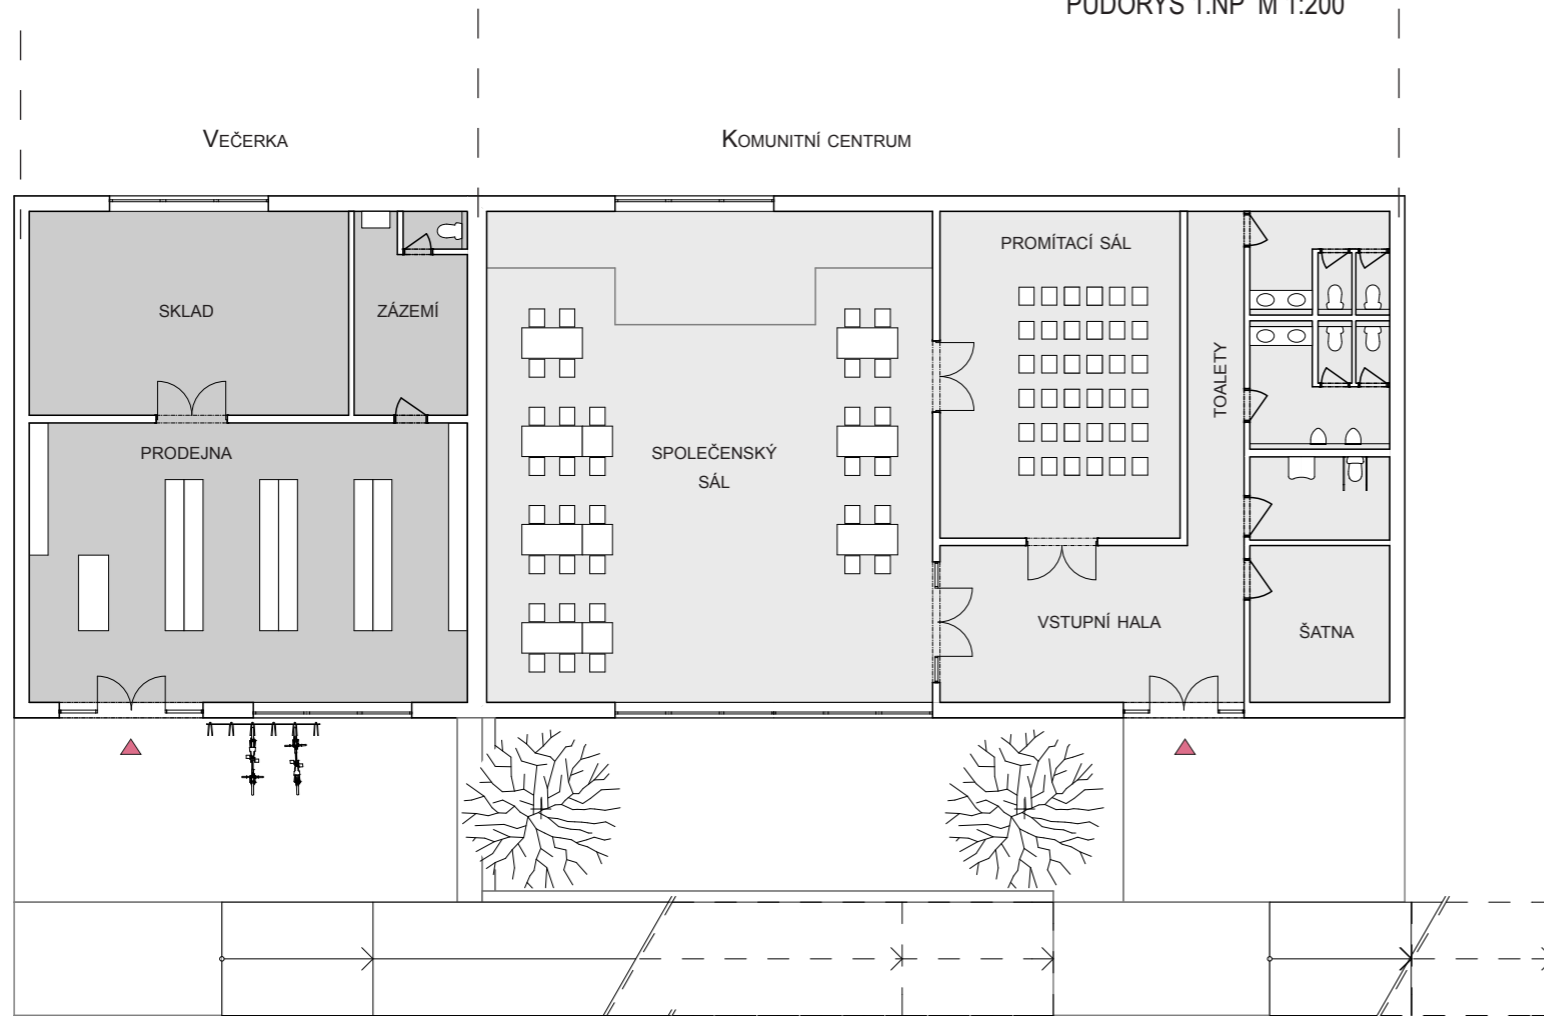 PŮDORYS 1.NP M 1:200
Večerka
Komunitní centrum
PROMÍTACÍ SÁL
SKLAD
ZÁZEMÍ
TOALETY
PRODEJNA
SPOLEČENSKÝ
SÁL
VSTUPNÍ HALA
ŠATNA